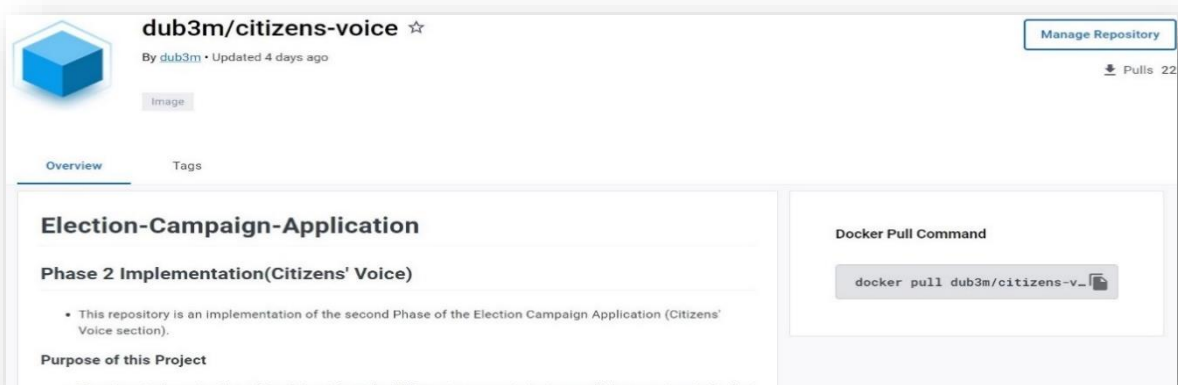 dub3m/citizens-voice ☆
Manage Repository
By dub3m • Updated 4 days ago
Pulls 22
Image
Overview Tags
Election-Campaign-Application
Docker Pull Command
Phase 2 Implementation(Citizens' Voice)
docker pull dub3m/citizens-v…
• This repository is an implementation of the second Phase of the Election Campaign Application (Citizens'
Voice section).
Purpose of this Project